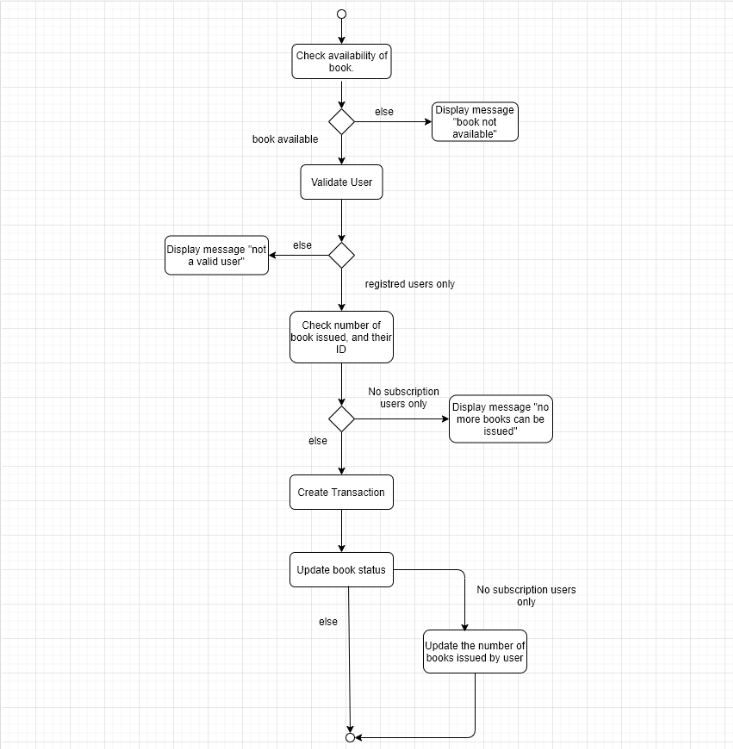 Check availability of
book.
else
Display message
"book not
available"
book available
Validate User
else
Display message "not
a valid user"
registred users only
Check number of
book issued, and their
ID
No subscription
users only
Display message "no
more books can be
issued"
else
Create Transaction
Update book status
No subscription users
only
else
Update the number of
books issued by user